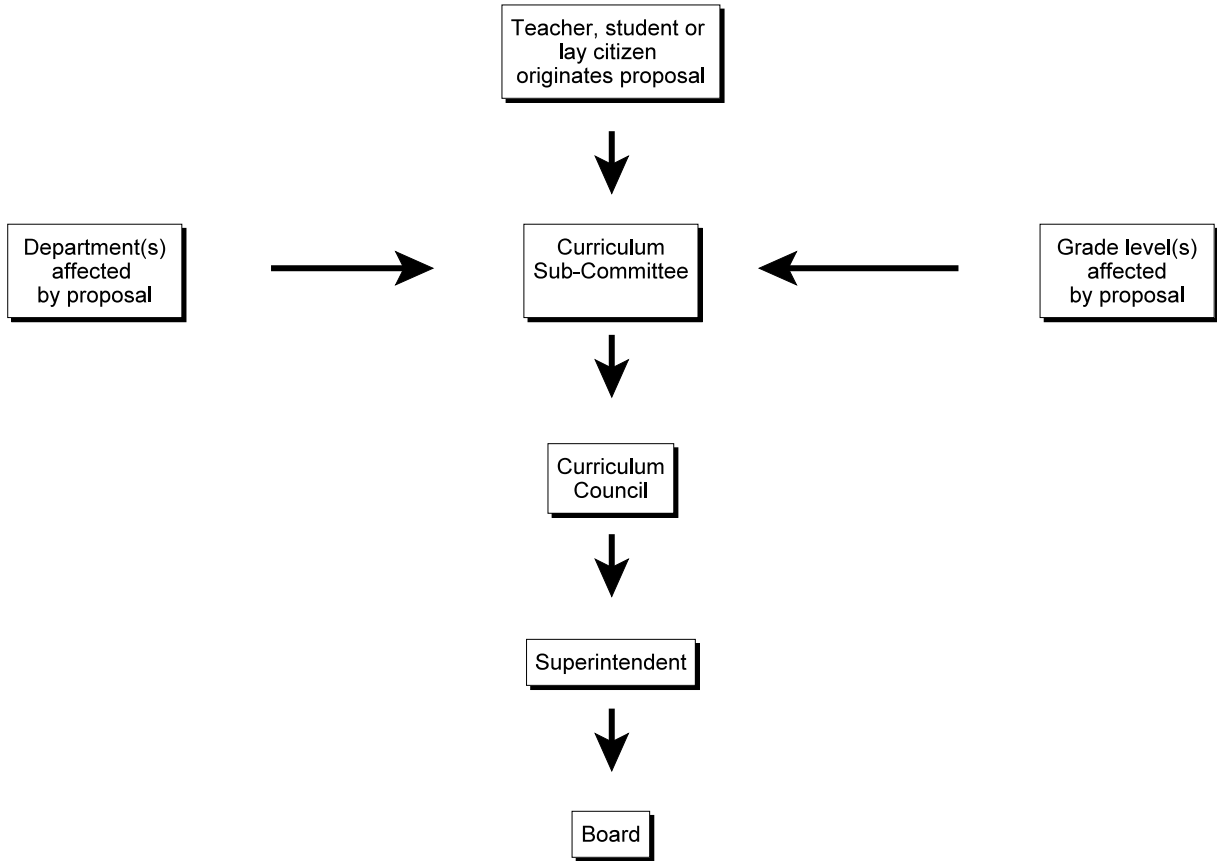 Teacher, student or
lay citizen
originates proposal
Department(s)
affected
by proposal
Curriculum
Sub-Committee
Grade level(s)
affected
by proposal
Curriculum
Council
Superintendent
Board